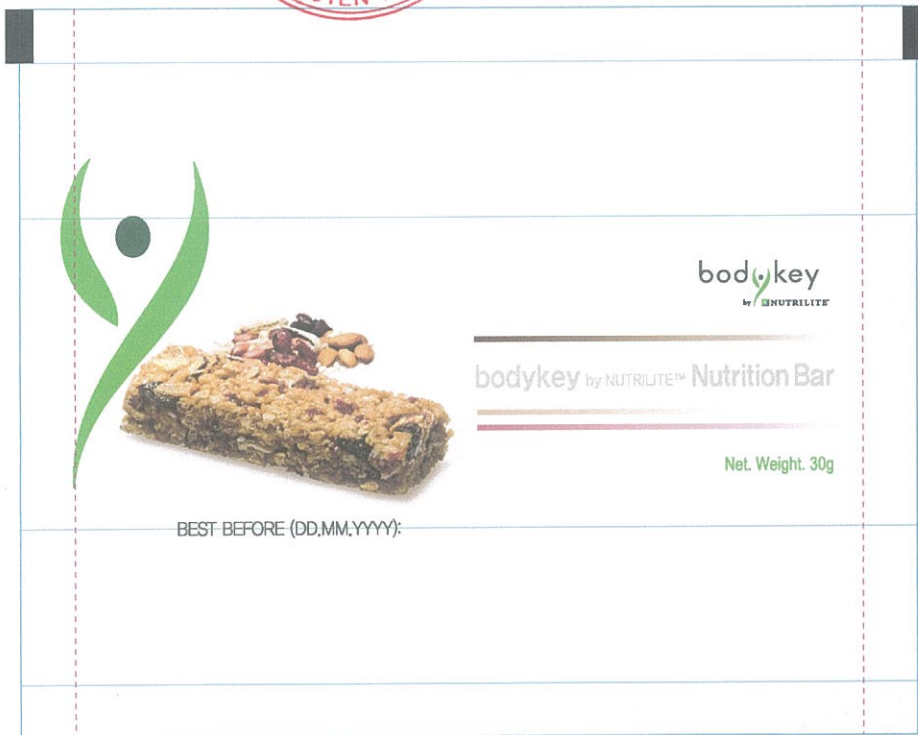 bodykey
by NUTRILITE
bodykey by NUTRILITE™ Nutrition Bar
Net. Weight. 30g
BEST BEFORE (DD,MM,YYYY):